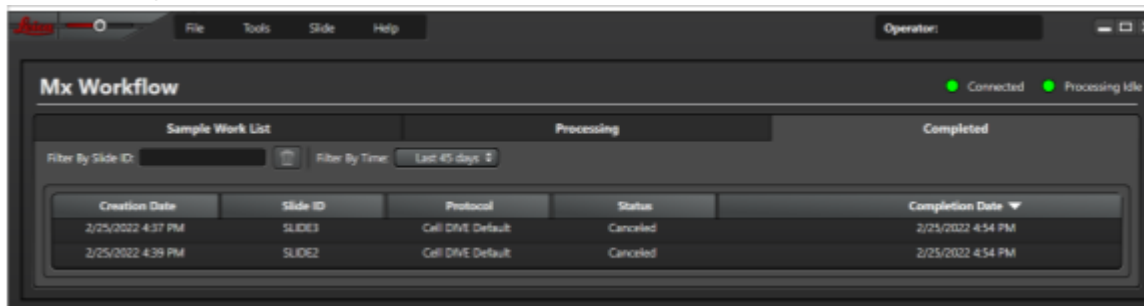 Leica File Tools Slide Help Operator:
Mx Workflow Connected Processing Idle
Sample Work List Processing Completed
Filter By Slide ID: Filter By Time: Last 45 days
Creation Date Slide ID Protocol Status Completion Date
2/25/2022 4:37 PM SLIDE3 Cell DIVE Default Canceled 2/25/2022 4:54 PM
2/25/2022 4:39 PM SLIDE2 Cell DIVE Default Canceled 2/25/2022 4:54 PM